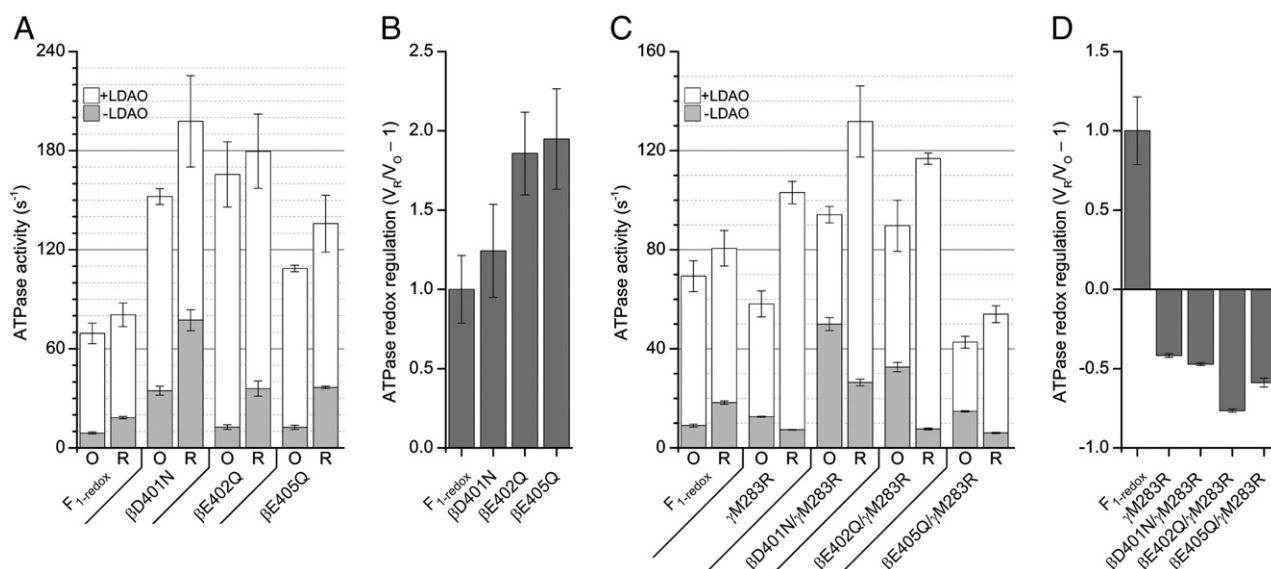 A
ATPase activity (s⁻¹)
240
180
120
60
0
+LDAO
-LDAO
O R O R O R O R
F₁₋redox
βD401N
βE402Q
βE405Q
B
ATPase redox regulation (V_R/V_O – 1)
2.5
2.0
1.5
1.0
0.5
0.0
F₁₋redox
βD401N
βE402Q
βE405Q
C
ATPase activity (s⁻¹)
160
120
80
40
0
+LDAO
-LDAO
O R O R O R O R O R
F₁₋redox
γM283R
βD401N/γM283R
βE402Q/γM283R
βE405Q/γM283R
D
ATPase redox regulation (V_R/V_O – 1)
1.5
1.0
0.5
0.0
-0.5
-1.0
F₁₋redox
γM283R
βD401N/γM283R
βE402Q/γM283R
βE405Q/γM283R